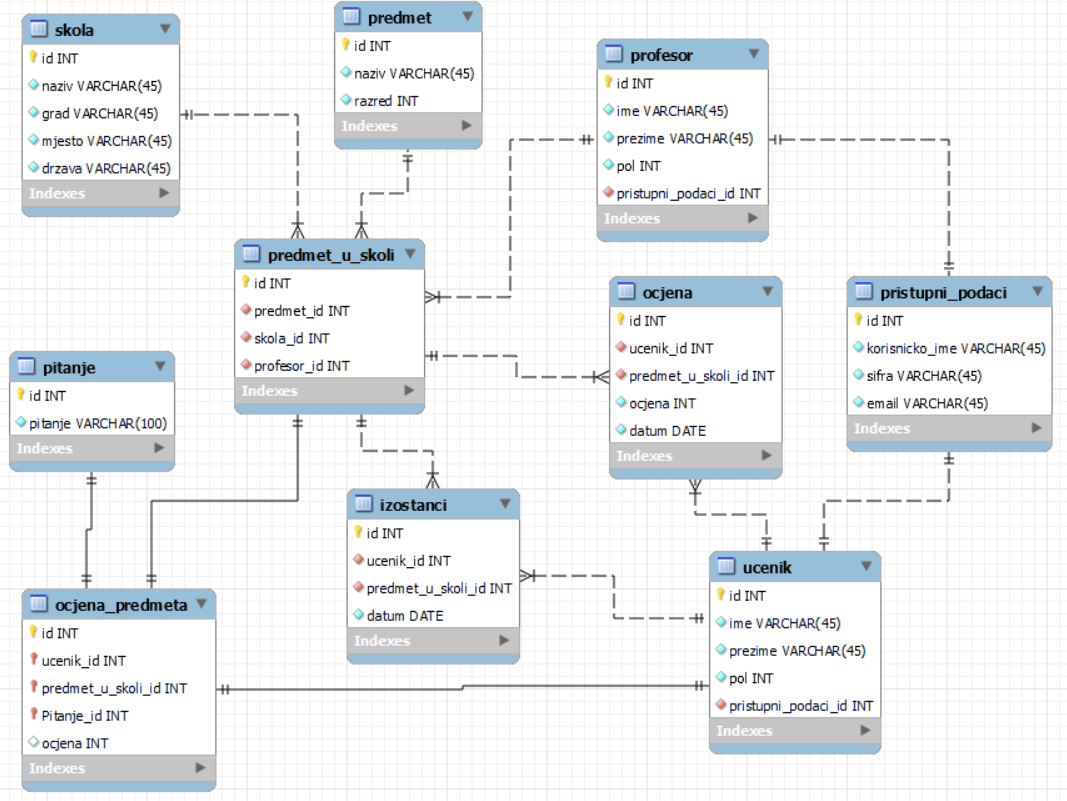 skola
id INT
naziv VARCHAR(45)
grad VARCHAR(45)
mjesto VARCHAR(45)
drzava VARCHAR(45)
Indexes
predmet
id INT
naziv VARCHAR(45)
razred INT
Indexes
profesor
id INT
ime VARCHAR(45)
prezime VARCHAR(45)
pol INT
pristupni_podaci_id INT
Indexes
predmet_u_skoli
id INT
predmet_id INT
skola_id INT
profesor_id INT
Indexes
ocjena
id INT
ucenik_id INT
predmet_u_skoli_id INT
ocjena INT
datum DATE
Indexes
pristupni_podaci
id INT
korisnicko_ime VARCHAR(45)
sifra VARCHAR(45)
email VARCHAR(45)
Indexes
pitanje
id INT
pitanje VARCHAR(100)
Indexes
izostanci
id INT
ucenik_id INT
predmet_u_skoli_id INT
datum DATE
Indexes
ucenik
id INT
ime VARCHAR(45)
prezime VARCHAR(45)
pol INT
pristupni_podaci_id INT
Indexes
ocjena_predmeta
id INT
ucenik_id INT
predmet_u_skoli_id INT
Pitanje_id INT
ocjena INT
Indexes